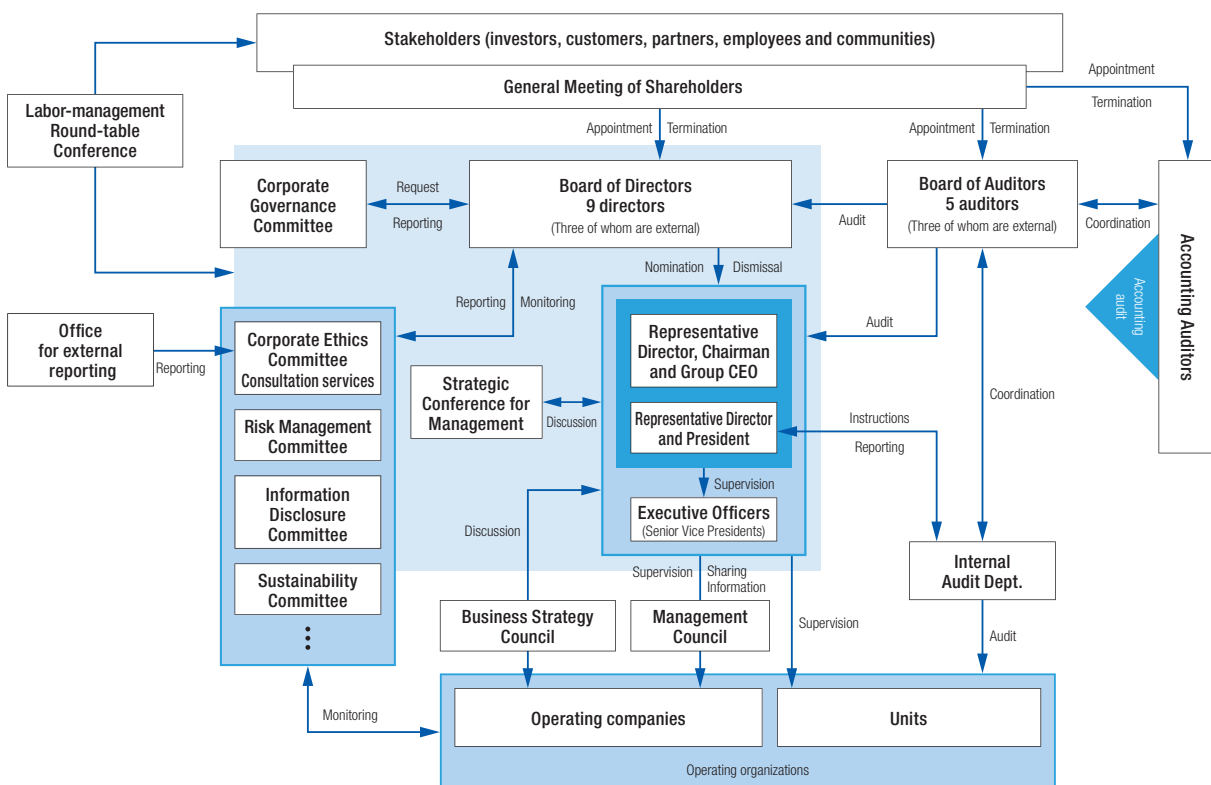 Stakeholders (investors, customers, partners, employees and communities)
General Meeting of Shareholders
Appointment
Termination
Labor-management
Round-table
Conference
Appointment
Termination
Appointment
Termination
Corporate
Governance
Committee
Request
Reporting
Board of Directors
9 directors
(Three of whom are external)
Audit
Board of Auditors
5 auditors
(Three of whom are external)
Coordination
Accounting Auditors
Accounting
audit
Nomination
Dismissal
Reporting
Monitoring
Office
for external
reporting
Reporting
Corporate Ethics
Committee
Consultation services
Risk Management
Committee
Information
Disclosure
Committee
Sustainability
Committee
Strategic
Conference for
Management
Discussion
Representative
Director, Chairman
and Group CEO
Representative Director
and President
Audit
Coordination
Instructions
Reporting
Supervision
Executive Officers
(Senior Vice Presidents)
Discussion
Supervision
Sharing
Information
Internal
Audit Dept.
Business Strategy
Council
Management
Council
Supervision
Audit
Monitoring
Operating companies
Units
Operating organizations